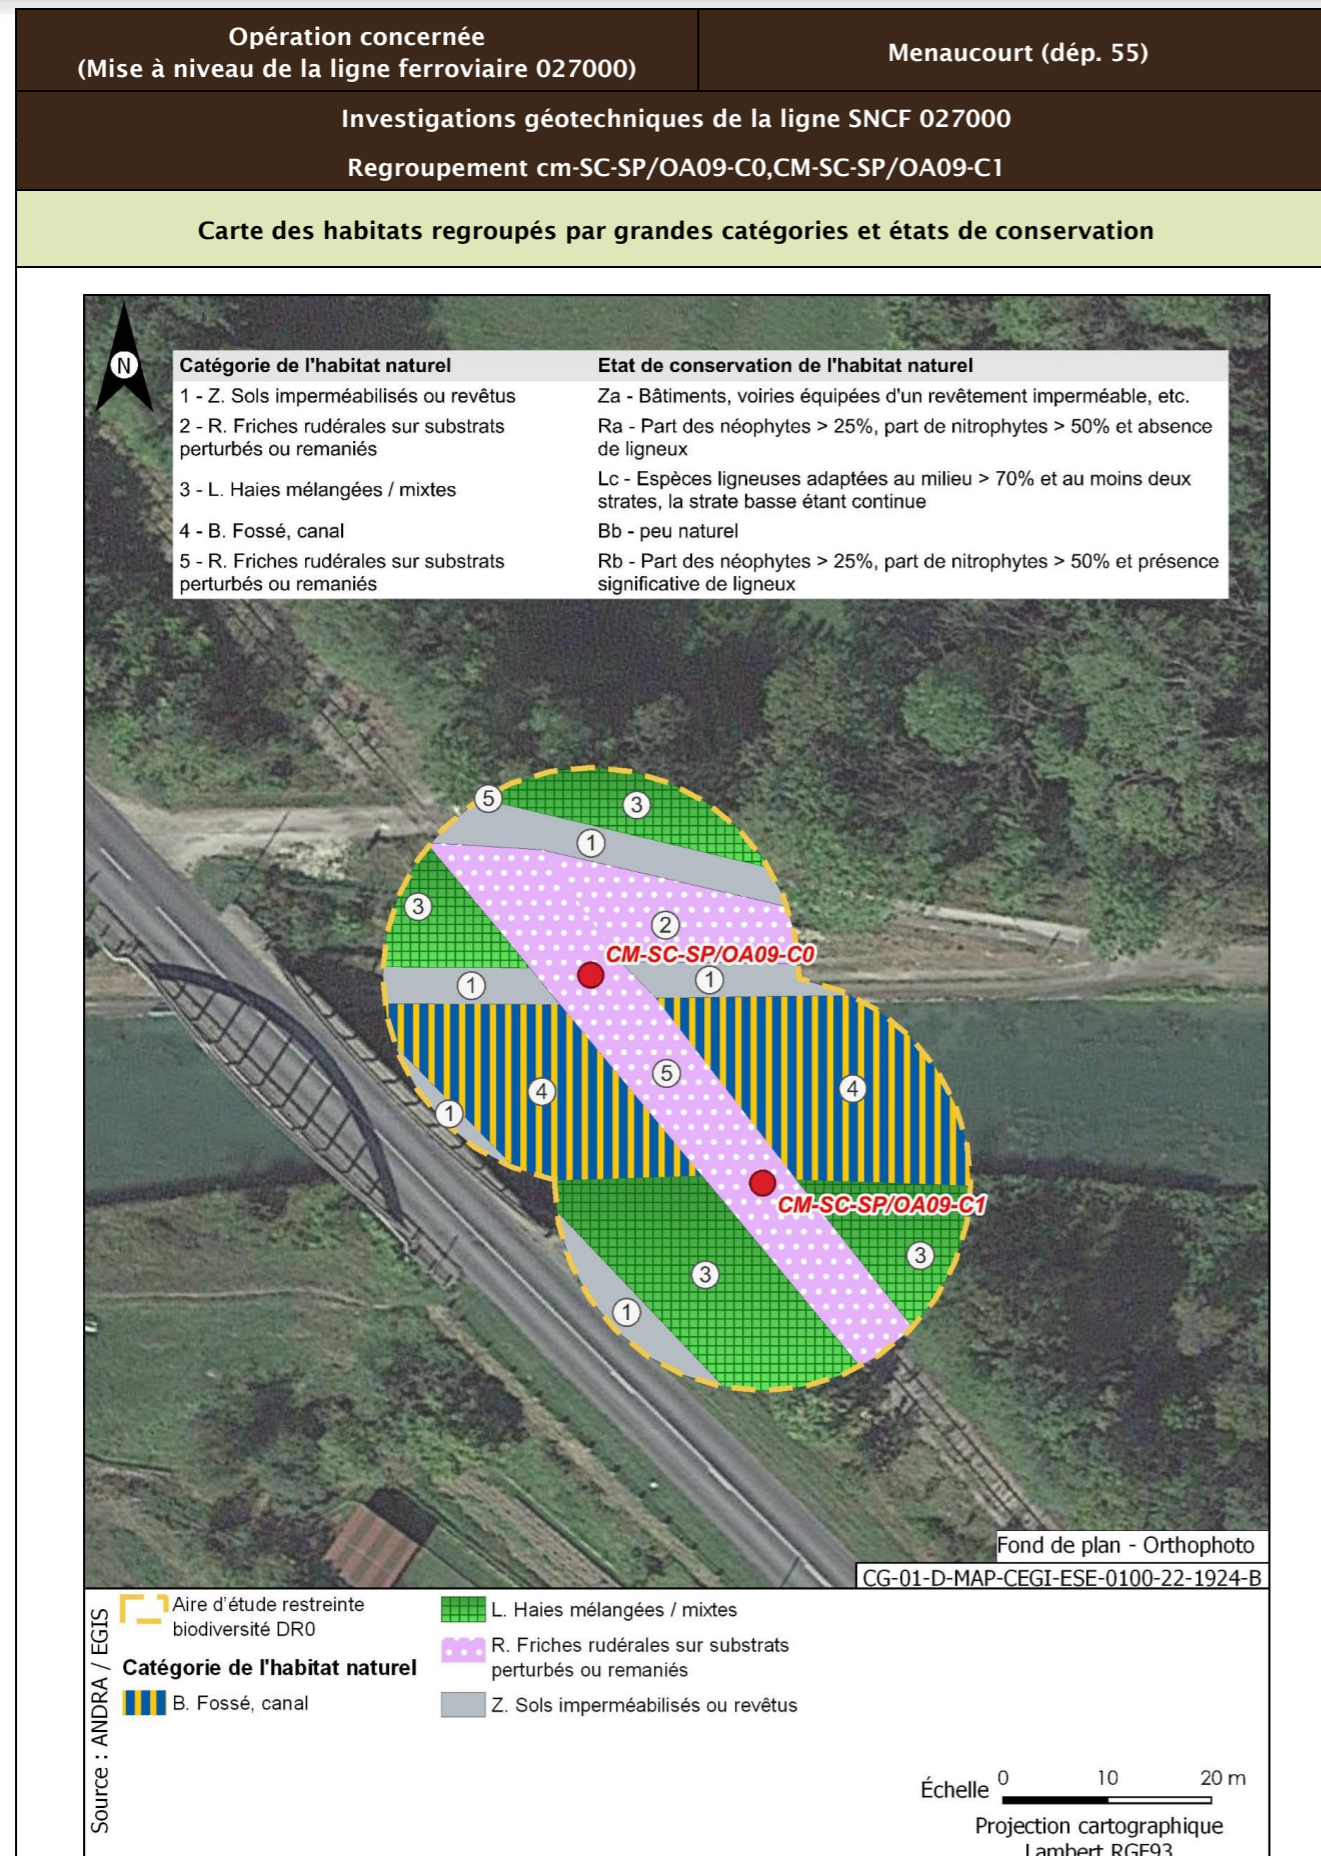 Opération concernée
(Mise à niveau de la ligne ferroviaire 027000)
Menaucourt (dép. 55)
Investigations géotechniques de la ligne SNCF 027000
Regroupement cm-SC-SP/OA09-C0,CM-SC-SP/OA09-C1
Carte des habitats regroupés par grandes catégories et états de conservation
N
Catégorie de l'habitat naturel
Etat de conservation de l'habitat naturel
1 - Z. Sols imperméabilisés ou revêtus
Za - Bâtiments, voiries équipées d'un revêtement imperméable, etc.
2 - R. Friches rudérales sur substrats
perturbés ou remaniés
Ra - Part des néophytes > 25%, part de nitrophytes > 50% et absence
de ligneux
3 - L. Haies mélangées / mixtes
Lc - Espèces ligneuses adaptées au milieu > 70% et au moins deux
strates, la strate basse étant continue
4 - B. Fossé, canal
Bb - peu naturel
5 - R. Friches rudérales sur substrats
perturbés ou remaniés
Rb - Part des néophytes > 25%, part de nitrophytes > 50% et présence
significative de ligneux
5
3
1
3
2
CM-SC-SP/OA09-C0
1
1
5
4
4
1
CM-SC-SP/OA09-C1
3
3
1
Fond de plan - Orthophoto
CG-01-D-MAP-CEGI-ESE-0100-22-1924-B
Source : ANDRA / EGIS
Aire d'étude restreinte
biodiversité DR0
Catégorie de l'habitat naturel
B. Fossé, canal
L. Haies mélangées / mixtes
R. Friches rudérales sur substrats
perturbés ou remaniés
Z. Sols imperméabilisés ou revêtus
Échelle 0 10 20 m
Projection cartographique
Lambert RGF93